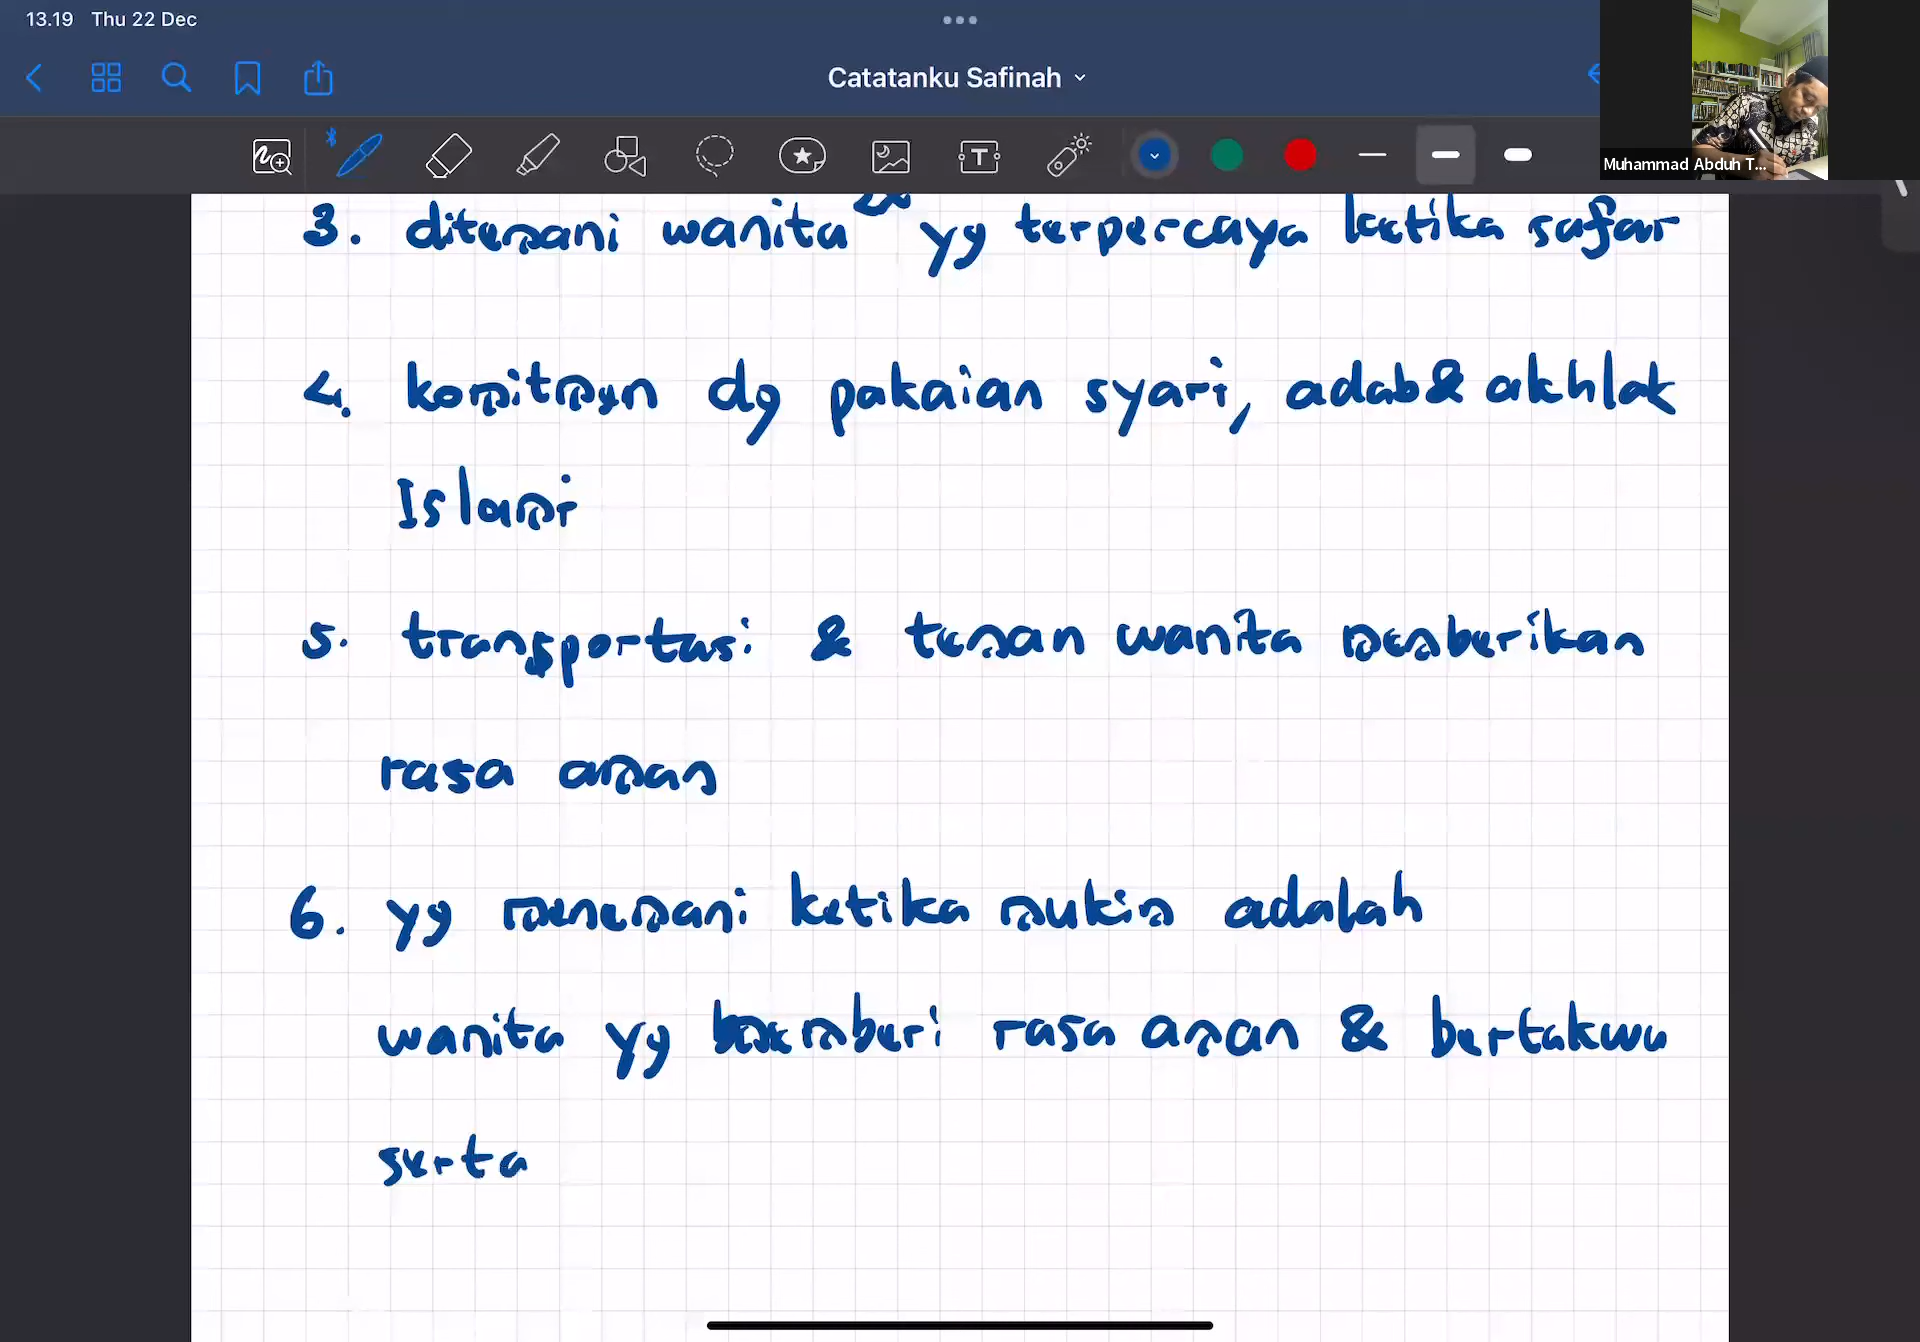 13.19 Thu 22 Dec
Catatanku Safinah
Muhammad Abduh T...
3. ditemani wanita 2x yg terpercaya ketika safar
4. komitmen dg pakaian syari, adab & akhlak
Islami
5. transportasi & teman wanita memberikan
rasa aman
6. yg menemani ketika mukim adalah
wanita yg memberi rasa aman & bertakwa
serta